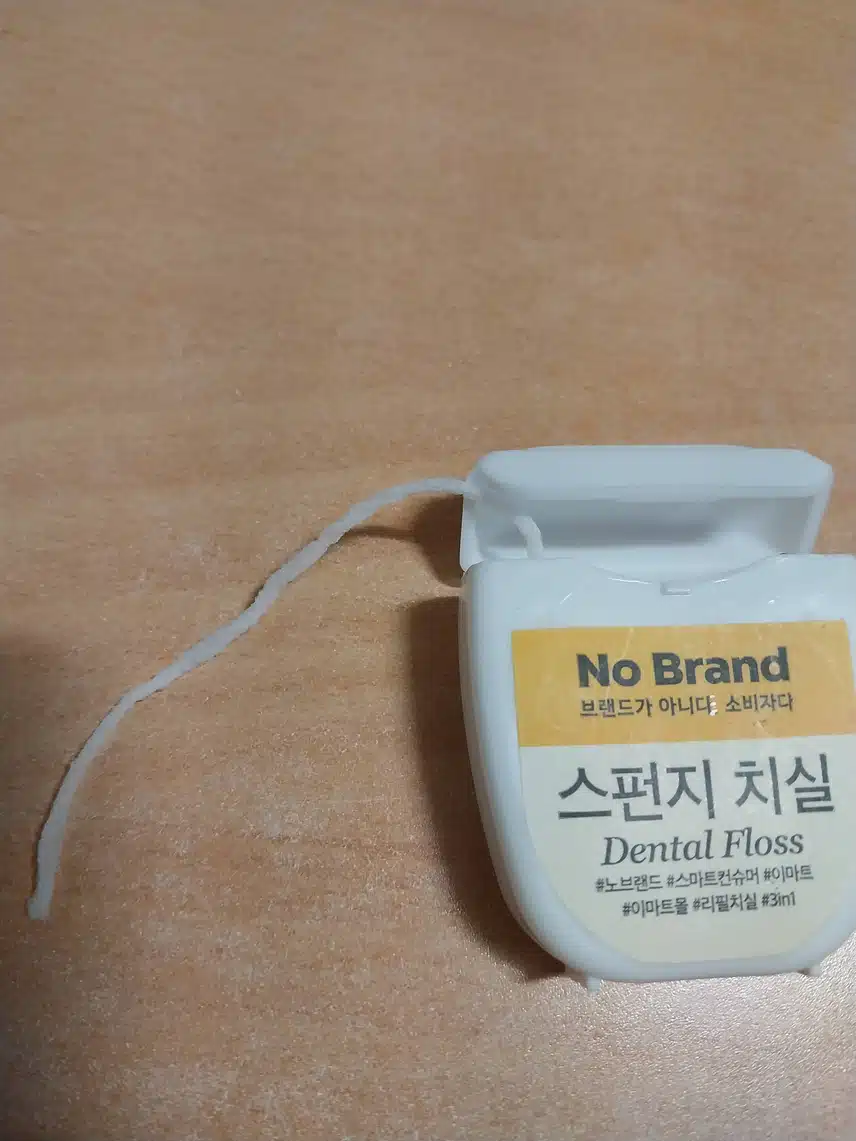 No Brand
브랜드가 아니다, 소비자다
스펀지 치실
Dental Floss
#노브랜드 #스마트컨슈머 #이마트
#이마트몰 #리필치실 #3in1